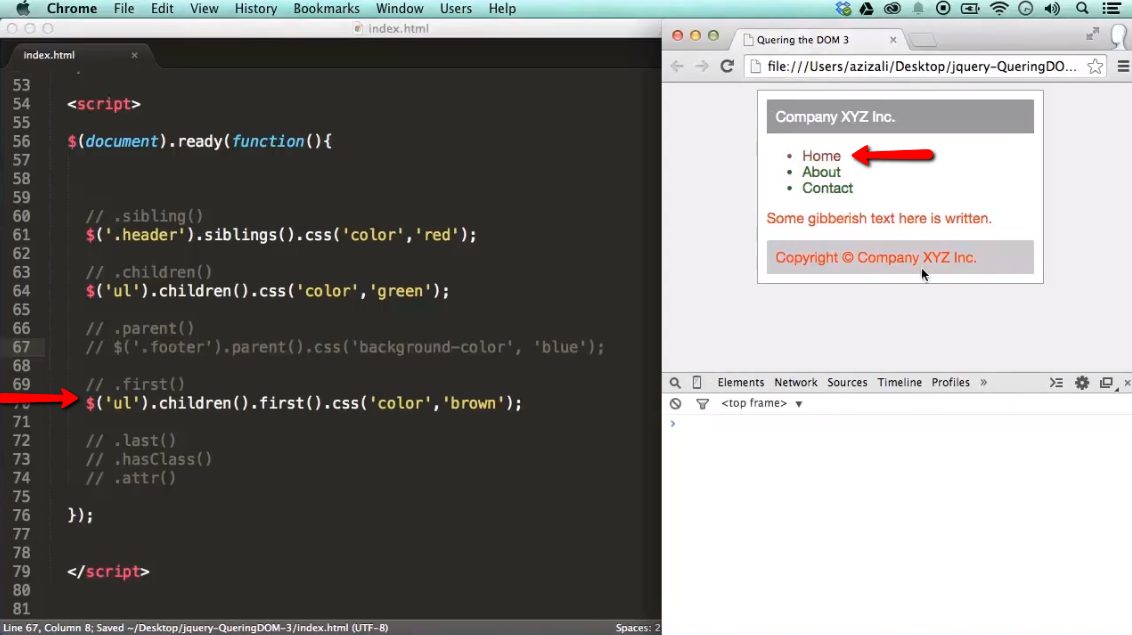 Chrome File Edit View History Bookmarks Window Users Help
index.html
index.html
53
54 <script>
55
56 $(document).ready(function(){
57
58
59
60 // .sibling()
61 $('.header').siblings().css('color','red');
62
63 // .children()
64 $('ul').children().css('color','green');
65
66 // .parent()
67 // $('.footer').parent().css('background-color', 'blue');
68
69 // .first()
$('ul').children().first().css('color','brown');
71
72 // .last()
73 // .hasClass()
74 // .attr()
75
76 });
77
78
79 </script>
80
81
Line 67, Column 8; Saved ~/Desktop/jquery-QueringDOM-3/index.html (UTF-8) Spaces: 2
Quering the DOM 3
file:///Users/azizali/Desktop/jquery-QueringDO...
Company XYZ Inc.
Home
About
Contact
Some gibberish text here is written.
Copyright © Company XYZ Inc.
Elements Network Sources Timeline Profiles »
<top frame> ▼